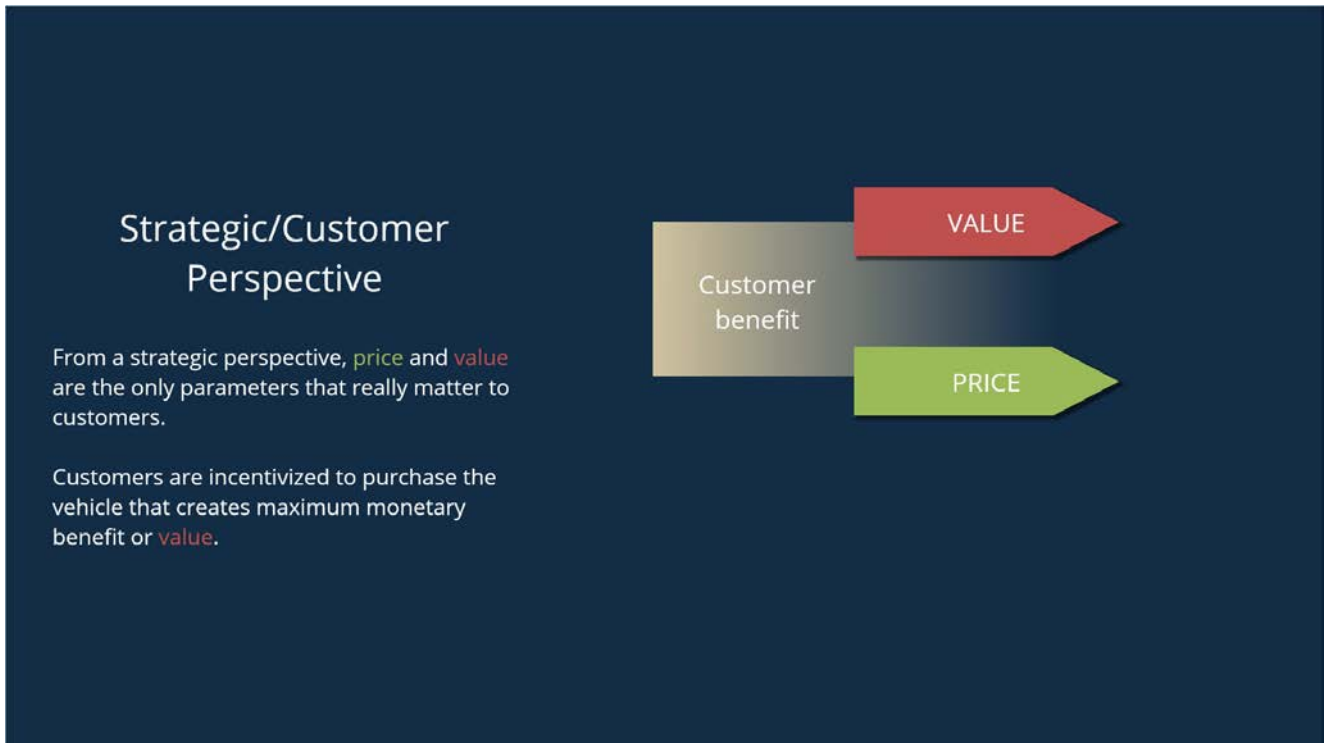 Strategic/Customer
Perspective
From a strategic perspective, price and value
are the only parameters that really matter to
customers.
Customers are incentivized to purchase the
vehicle that creates maximum monetary
benefit or value.
VALUE
Customer
benefit
PRICE